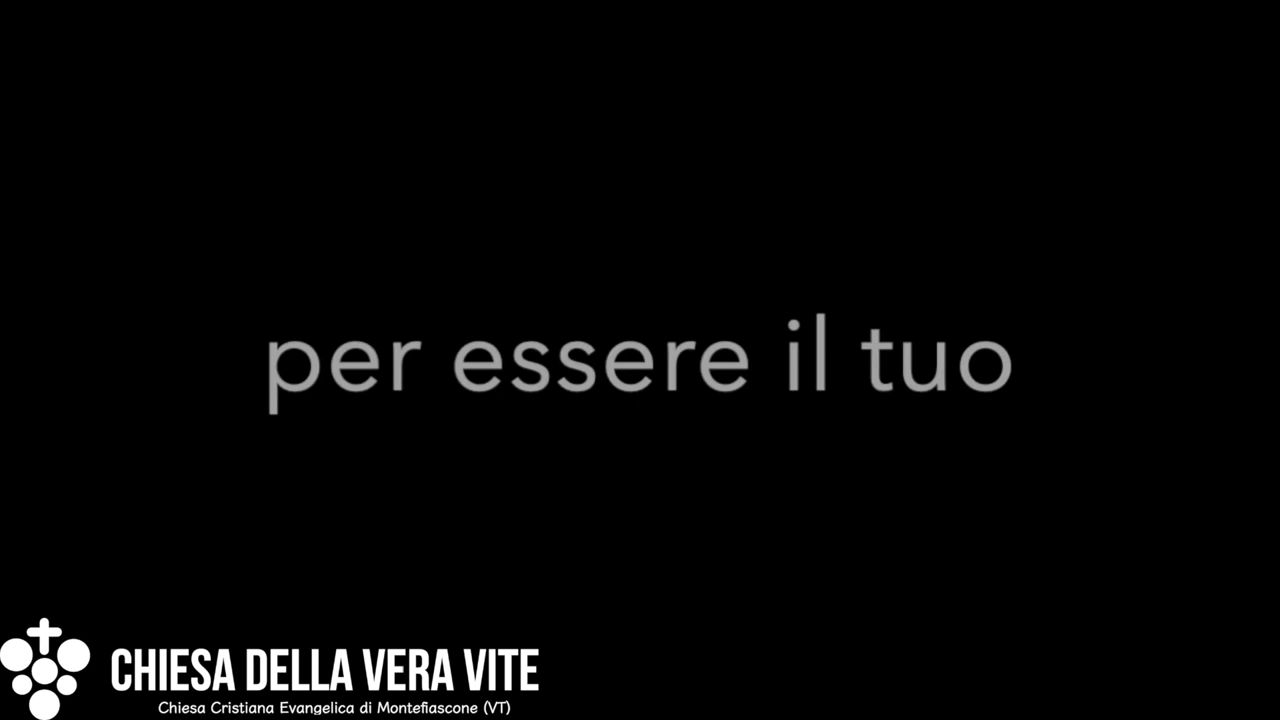 per essere il tuo
CHIESA DELLA VERA VITE
Chiesa Cristiana Evangelica di Montefiascone (VT)